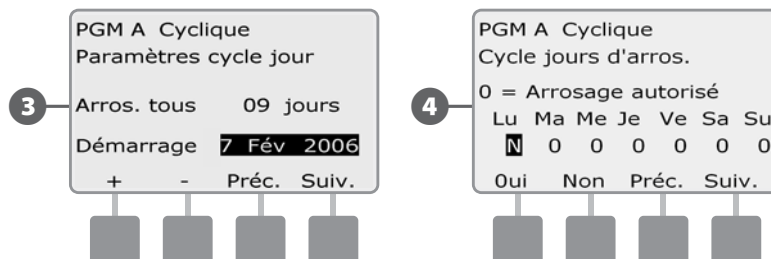 PGM A Cyclique
Paramètres cycle jour
3
Arros. tous 09 jours
Démarrage 7 Fév 2006
+ - Préc. Suiv.
PGM A Cyclique
Cycle jours d'arros.
4
0 = Arrosage autorisé
Lu Ma Me Je Ve Sa Su
N 0 0 0 0 0 0
0ui Non Préc. Suiv.